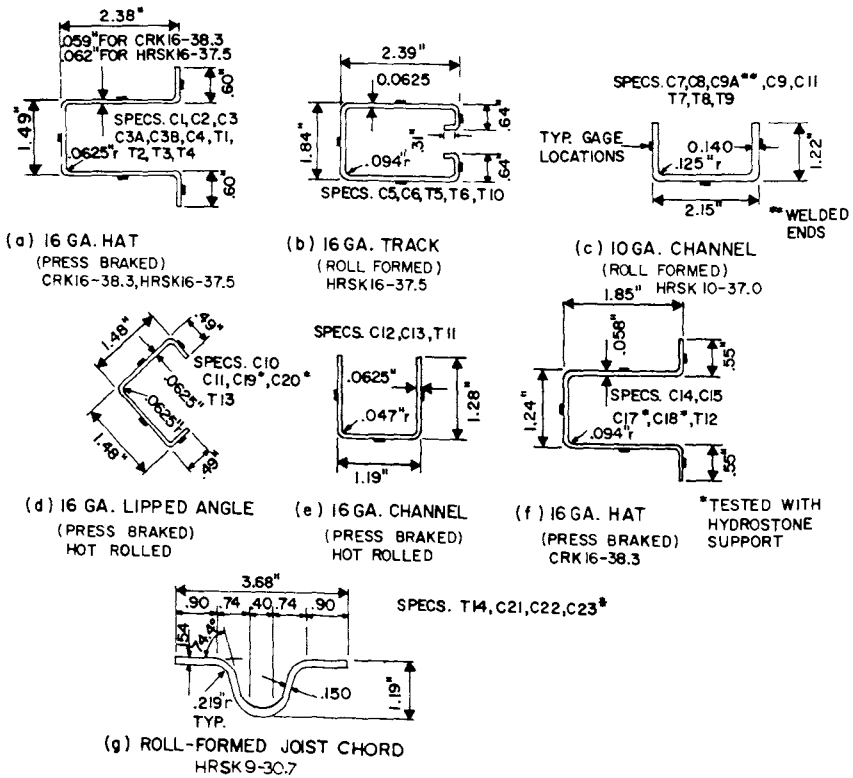 2.38"
.059" FOR CRK16-38.3
.062" FOR HRSK16-37.5
.60"
1.49"
SPECS. C1, C2, C3
C3A, C3B, C4, T1,
T2, T3, T4
.0625"r
.60"
(a) 16 GA. HAT
(PRESS BRAKED)
CRK16-38.3, HRSK16-37.5
2.39"
0.0625
.64"
.31"
1.84"
.094"r
.64"
SPECS. C5, C6, T5, T6, T10
(b) 16 GA. TRACK
(ROLL FORMED)
HRSK16-37.5
SPECS. C7, C8, C9A**, C9, C11
T7, T8, T9
TYP. GAGE
LOCATIONS
0.140
.125"r
1.22"
2.15"
**WELDED
ENDS
(c) 10 GA. CHANNEL
(ROLL FORMED)
HRSK 10-37.0
1.48"
.49"
SPECS. C10
C11, C19*, C20*
T13
.0625"
.0625"r
1.48"
.49"
(d) 16 GA. LIPPED ANGLE
(PRESS BRAKED)
HOT ROLLED
SPECS. C12, C13, T11
.0625"
.047"r
1.28"
1.19"
(e) 16 GA. CHANNEL
(PRESS BRAKED)
HOT ROLLED
1.85"
.058"
.55"
1.24"
SPECS. C14, C15
C17*, C18*, T12
.094"r
.55"
(f) 16 GA. HAT
(PRESS BRAKED)
CRK16-38.3
*TESTED WITH
HYDROSTONE
SUPPORT
3.68"
.90 .74 .40 .74 .90
SPECS. T14, C21, C22, C23*
.154
74.4°
.219"r
TYP.
.150
1.19"
(g) ROLL-FORMED JOIST CHORD
HRSK9-30.7